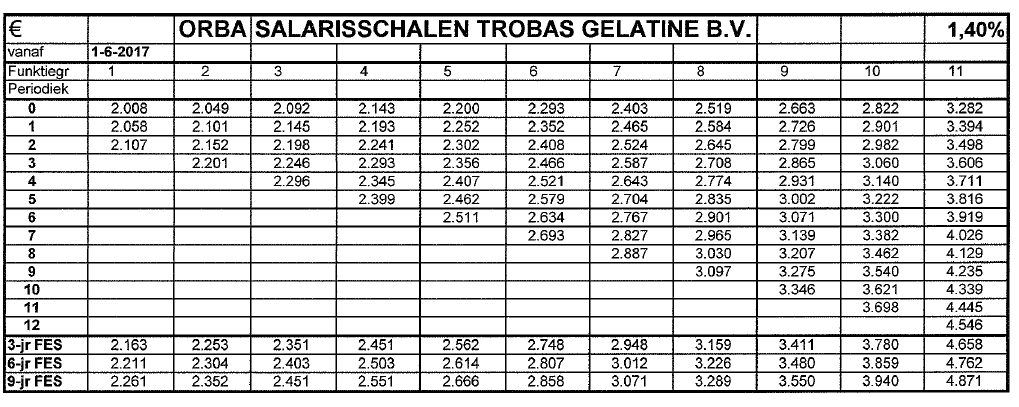 € ORBA SALARISSCHALEN TROBAS GELATINE B.V. 1,40%
vanaf 1-6-2017
Funktiegr 1 2 3 4 5 6 7 8 9 10 11
Periodiek
0 2.008 2.049 2.092 2.143 2.200 2.293 2.403 2.519 2.663 2.822 3.282
1 2.058 2.101 2.145 2.193 2.252 2.352 2.465 2.584 2.726 2.901 3.394
2 2.107 2.152 2.198 2.241 2.302 2.408 2.524 2.645 2.799 2.982 3.498
3 2.201 2.246 2.293 2.356 2.466 2.587 2.708 2.865 3.060 3.606
4 2.296 2.345 2.407 2.521 2.643 2.774 2.931 3.140 3.711
5 2.399 2.462 2.579 2.704 2.835 3.002 3.222 3.816
6 2.511 2.634 2.767 2.901 3.071 3.300 3.919
7 2.693 2.827 2.965 3.139 3.382 4.026
8 2.887 3.030 3.207 3.462 4.129
9 3.097 3.275 3.540 4.235
10 3.346 3.621 4.339
11 3.698 4.445
12 4.546
3-jr FES 2.163 2.253 2.351 2.451 2.562 2.748 2.948 3.159 3.411 3.780 4.658
6-jr FES 2.211 2.304 2.403 2.503 2.614 2.807 3.012 3.226 3.480 3.859 4.762
9-jr FES 2.261 2.352 2.451 2.551 2.666 2.858 3.071 3.289 3.550 3.940 4.871